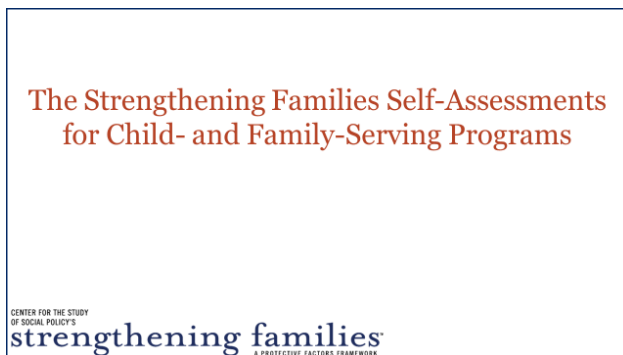 The Strengthening Families Self-Assessments
for Child- and Family-Serving Programs
CENTER FOR THE STUDY
OF SOCIAL POLICY'S
strengthening families
A PROTECTIVE FACTORS FRAMEWORK